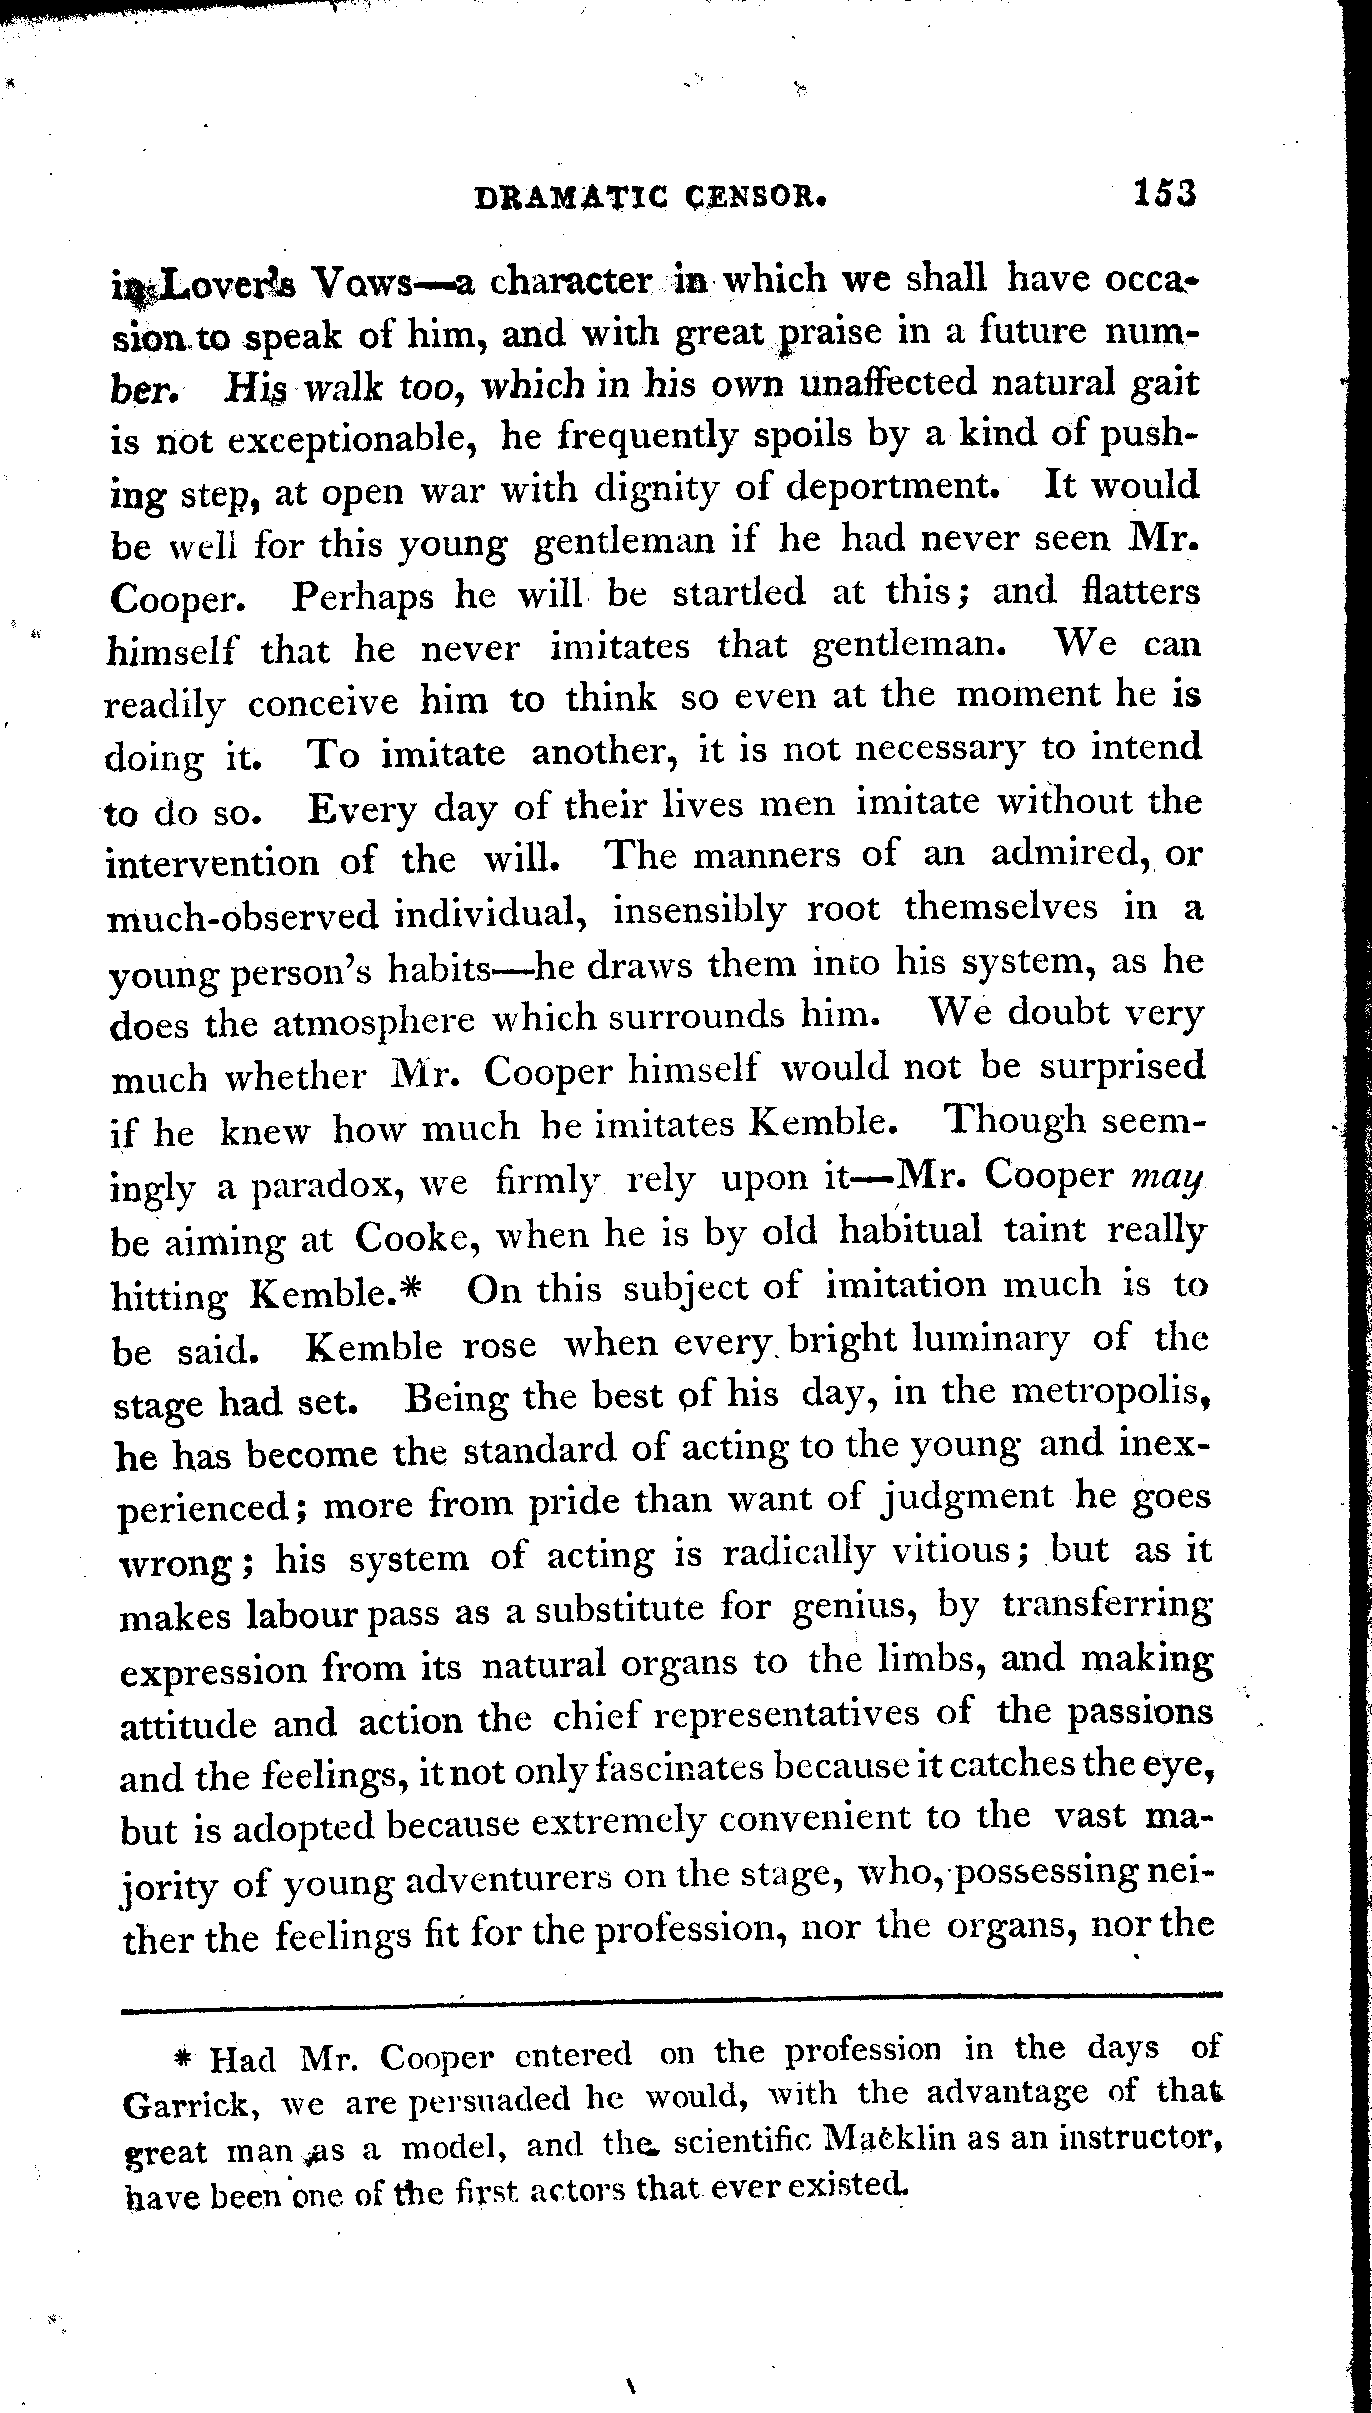 DRAMATIC CENSOR. 153
in Lover's Vows—a character in which we shall have occa-
sion to speak of him, and with great praise in a future num-
ber. His walk too, which in his own unaffected natural gait
is not exceptionable, he frequently spoils by a kind of push-
ing step, at open war with dignity of deportment. It would
be well for this young gentleman if he had never seen Mr.
Cooper. Perhaps he will be startled at this; and flatters
himself that he never imitates that gentleman. We can
readily conceive him to think so even at the moment he is
doing it. To imitate another, it is not necessary to intend
to do so. Every day of their lives men imitate without the
intervention of the will. The manners of an admired, or
much-observed individual, insensibly root themselves in a
young person's habits—he draws them into his system, as he
does the atmosphere which surrounds him. We doubt very
much whether Mr. Cooper himself would not be surprised
if he knew how much he imitates Kemble. Though seem-
ingly a paradox, we firmly rely upon it—Mr. Cooper may
be aiming at Cooke, when he is by old habitual taint really
hitting Kemble.* On this subject of imitation much is to
be said. Kemble rose when every bright luminary of the
stage had set. Being the best of his day, in the metropolis,
he has become the standard of acting to the young and inex-
perienced; more from pride than want of judgment he goes
wrong; his system of acting is radically vitious; but as it
makes labour pass as a substitute for genius, by transferring
expression from its natural organs to the limbs, and making
attitude and action the chief representatives of the passions
and the feelings, it not only fascinates because it catches the eye,
but is adopted because extremely convenient to the vast ma-
jority of young adventurers on the stage, who, possessing nei-
ther the feelings fit for the profession, nor the organs, nor the
* Had Mr. Cooper entered on the profession in the days of
Garrick, we are persuaded he would, with the advantage of that
great man as a model, and the scientific Macklin as an instructor,
have been one of the first actors that ever existed.